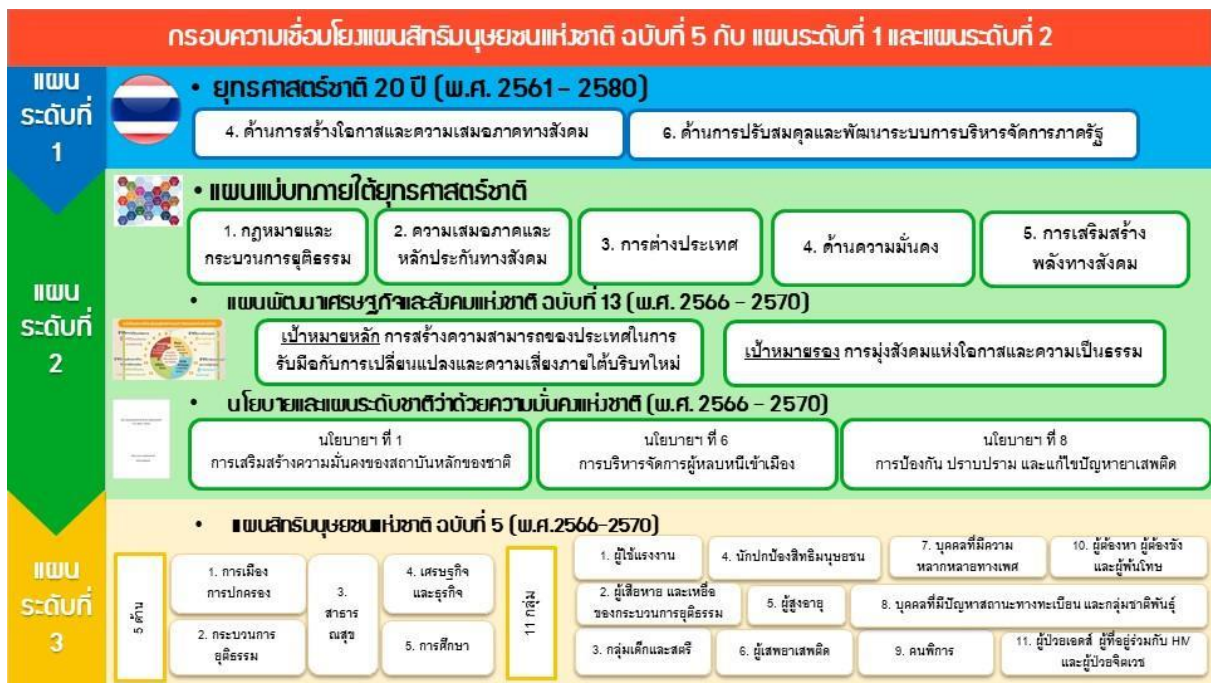 กรอบความเชื่อมโยงแผนสิทธิมนุษยชนแห่งชาติ ฉบับที่ 5 กับ แผนระดับที่ 1 และแผนระดับที่ 2
แผน
ระดับที่
1
• ยุทธศาสตร์ชาติ 20 ปี (พ.ศ. 2561 - 2580)
4. ด้านการสร้างโอกาสและความเสมอภาคทางสังคม
6. ด้านการปรับสมดุลและพัฒนาระบบการบริหารจัดการภาครัฐ
แผน
ระดับที่
2
• แผนแม่บทภายใต้ยุทธศาสตร์ชาติ
1. กฎหมายและ
กระบวนการยุติธรรม
2. ความเสมอภาคและ
หลักประกันทางสังคม
3. การต่างประเทศ
4. ด้านความมั่นคง
5. การเสริมสร้าง
พลังทางสังคม
• แผนพัฒนาเศรษฐกิจและสังคมแห่งชาติ ฉบับที่ 13 (พ.ศ. 2566 - 2570)
เป้าหมายหลัก การสร้างความสามารถของประเทศในการ
รับมือกับการเปลี่ยนแปลงและความเสี่ยงภายใต้บริบทใหม่
เป้าหมายรอง การมุ่งสังคมแห่งโอกาสและความเป็นธรรม
• นโยบายและแผนระดับชาติว่าด้วยความมั่นคงแห่งชาติ (พ.ศ. 2566 - 2570)
นโยบายฯ ที่ 1
การเสริมสร้างความมั่นคงของสถาบันหลักของชาติ
นโยบายฯ ที่ 6
การบริหารจัดการผู้หลบหนีเข้าเมือง
นโยบายฯ ที่ 8
การป้องกัน ปราบปราม และแก้ไขปัญหายาเสพติด
แผน
ระดับที่
3
• แผนสิทธิมนุษยชนแห่งชาติ ฉบับที่ 5 (พ.ศ.2566-2570)
5 ด้าน
1. การเมือง
การปกครอง
2. กระบวนการ
ยุติธรรม
3.
สาธาร
ณสุข
4. เศรษฐกิจ
และธุรกิจ
5. การศึกษา
11 กลุ่ม
1. ผู้ใช้แรงงาน
2. ผู้เสียหาย และเหยื่อ
ของกระบวนการยุติธรรม
3. กลุ่มเด็กและสตรี
4. นักปกป้องสิทธิมนุษยชน
5. ผู้สูงอายุ
6. ผู้เสพยาเสพติด
7. บุคคลที่มีความ
หลากหลายทางเพศ
8. บุคคลที่มีปัญหาสถานะทางทะเบียน และกลุ่มชาติพันธุ์
9. คนพิการ
10. ผู้ต้องหา ผู้ต้องขัง
และผู้พ้นโทษ
11. ผู้ป่วยเอดส์ ผู้ที่อยู่ร่วมกับ HIV
และผู้ป่วยจิตเวช